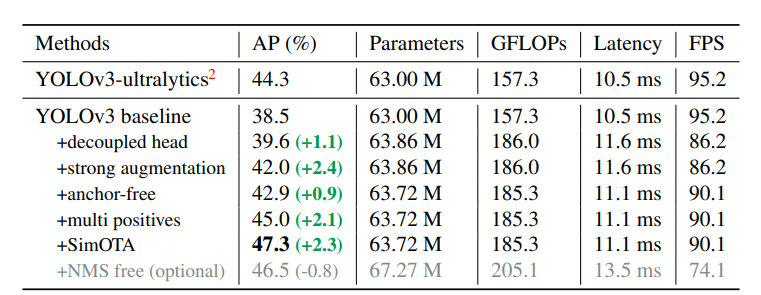 Methods AP (%) Parameters GFLOPs Latency FPS
YOLOv3-ultralytics2 44.3 63.00 M 157.3 10.5 ms 95.2
YOLOv3 baseline 38.5 63.00 M 157.3 10.5 ms 95.2
+decoupled head 39.6 (+1.1) 63.86 M 186.0 11.6 ms 86.2
+strong augmentation 42.0 (+2.4) 63.86 M 186.0 11.6 ms 86.2
+anchor-free 42.9 (+0.9) 63.72 M 185.3 11.1 ms 90.1
+multi positives 45.0 (+2.1) 63.72 M 185.3 11.1 ms 90.1
+SimOTA 47.3 (+2.3) 63.72 M 185.3 11.1 ms 90.1
+NMS free (optional) 46.5 (-0.8) 67.27 M 205.1 13.5 ms 74.1